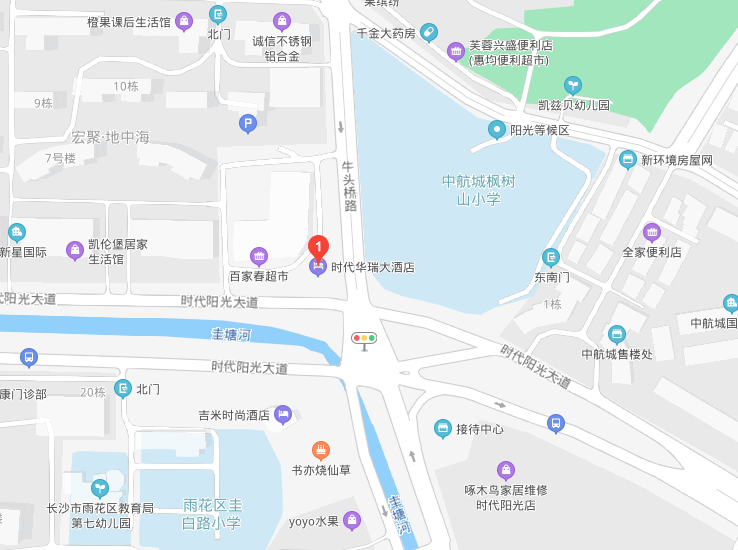 果缤纷
橙果课后生活馆
北门
诚信不锈钢
铝合金
千金大药房
芙蓉兴盛便利店
(惠均便利超市)
10栋
9栋
凯兹贝幼儿园
P
宏聚·地中海
7号楼
阳光等候区
新环境房屋网
牛头桥路
中航城枫树
山小学
新星国际
凯伦堡居家
生活馆
百家春超市
1
时代华瑞大酒店
全家便利店
东南门
时代阳光大道
时代阳光大道
1栋
中航城国
圭塘河
中航城售楼处
时代阳光大道
时代阳光大道
康门诊部
20栋
北门
吉米时尚酒店
接待中心
书亦烧仙草
啄木鸟家居维修
时代阳光店
长沙市雨花区教育局
第七幼儿园
雨花区圭
白路小学
yoyo水果
圭塘河